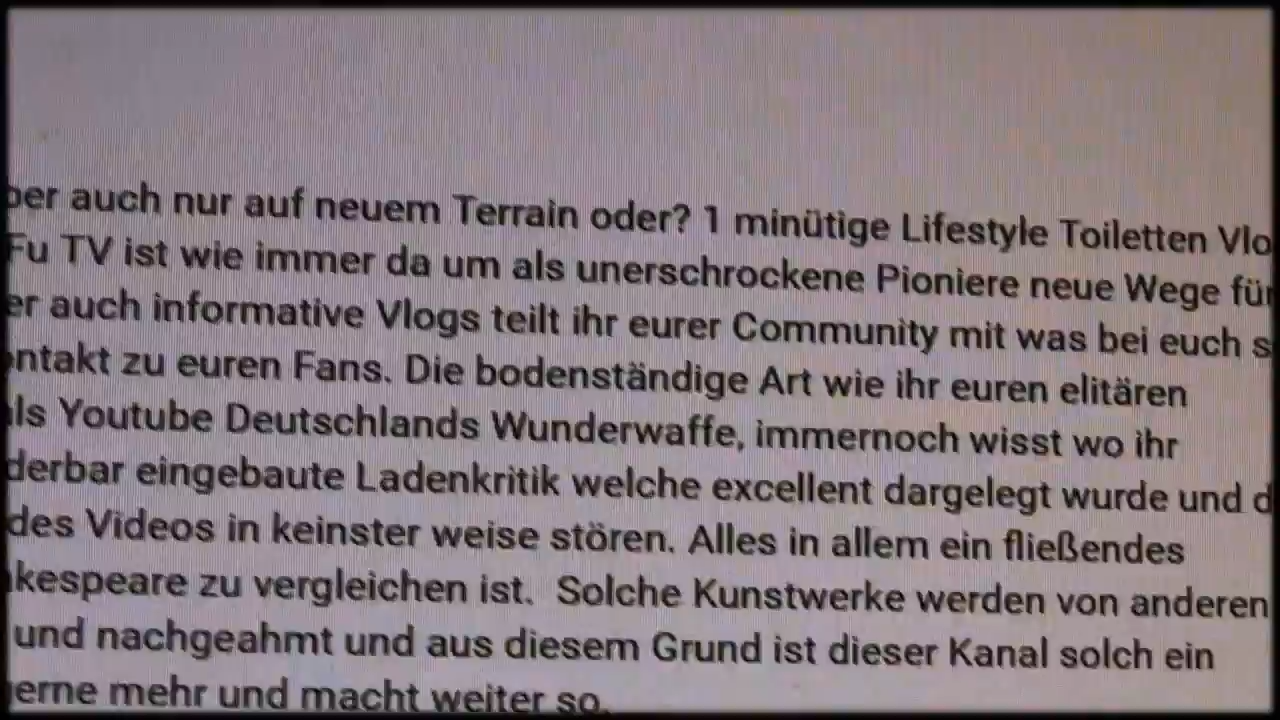 auch nur auf neuem Terrain oder? 1 minütige Lifestyle Toiletten
Fu TV ist wie immer da um als unerschrockene Pioniere neue Wege für
er auch informative Vlogs teilt ihr eurer Community mit was bei euch
ntakt zu euren Fans. Die bodenständige Art wie ihr euren elitären
ls Youtube Deutschlands Wunderwaffe, immernoch wisst wo ihr
derbar eingebaute Ladenkritik welche excellent dargelegt wurde und d
des Videos in keinster weise stören. Alles in allem ein fließendes
kespeare zu vergleichen ist. Solche Kunstwerke werden von anderen
und nachgeahmt und aus diesem Grund ist dieser Kanal solch ein
erne mehr und macht weiter so.